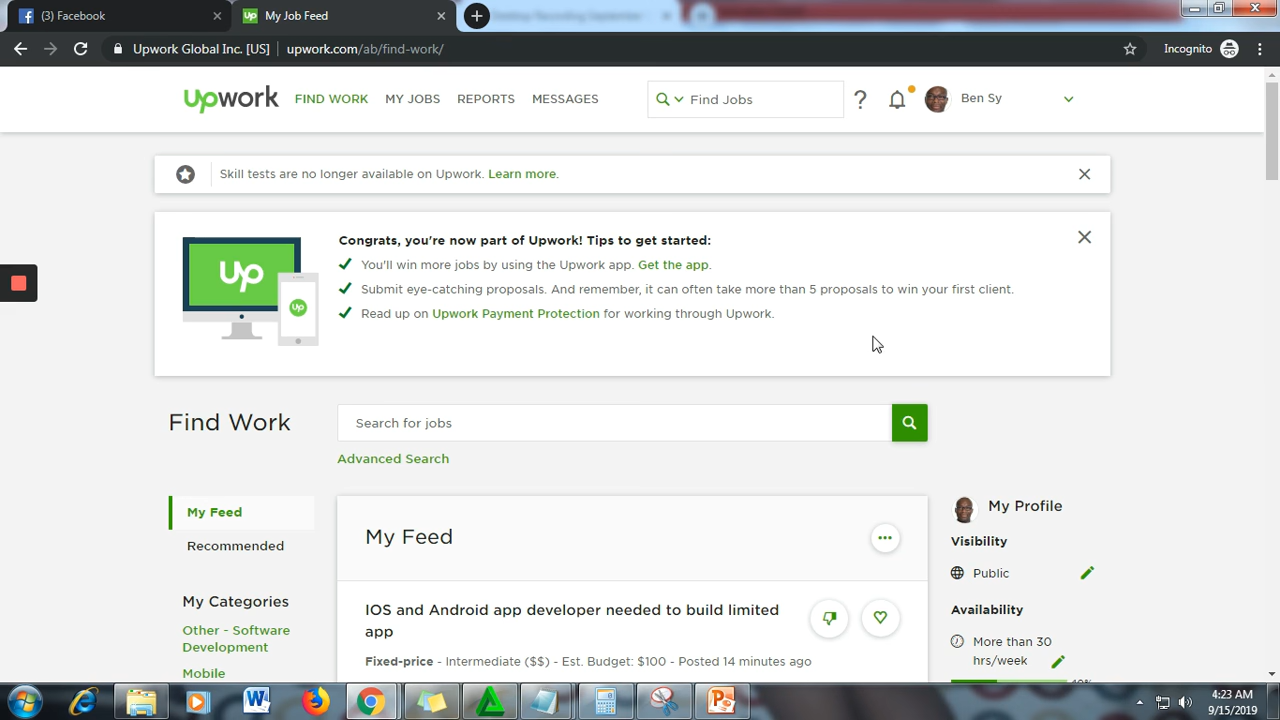 (3) Facebook
My Job Feed
Upwork Global Inc. [US] upwork.com/ab/find-work/
Incognito
upwork FIND WORK MY JOBS REPORTS MESSAGES Find Jobs ? Ben Sy
Skill tests are no longer available on Upwork. Learn more.
Congrats, you're now part of Upwork! Tips to get started:
You'll win more jobs by using the Upwork app. Get the app.
Submit eye-catching proposals. And remember, it can often take more than 5 proposals to win your first client.
Read up on Upwork Payment Protection for working through Upwork.
Up
Up
Find Work
Search for jobs
Advanced Search
My Feed
Recommended
My Categories
Other - Software
Development
Mobile
My Feed
IOS and Android app developer needed to build limited
app
Fixed-price - Intermediate ($$) - Est. Budget: $100 - Posted 14 minutes ago
My Profile
Visibility
Public
Availability
More than 30
hrs/week
4:23 AM
9/15/2019